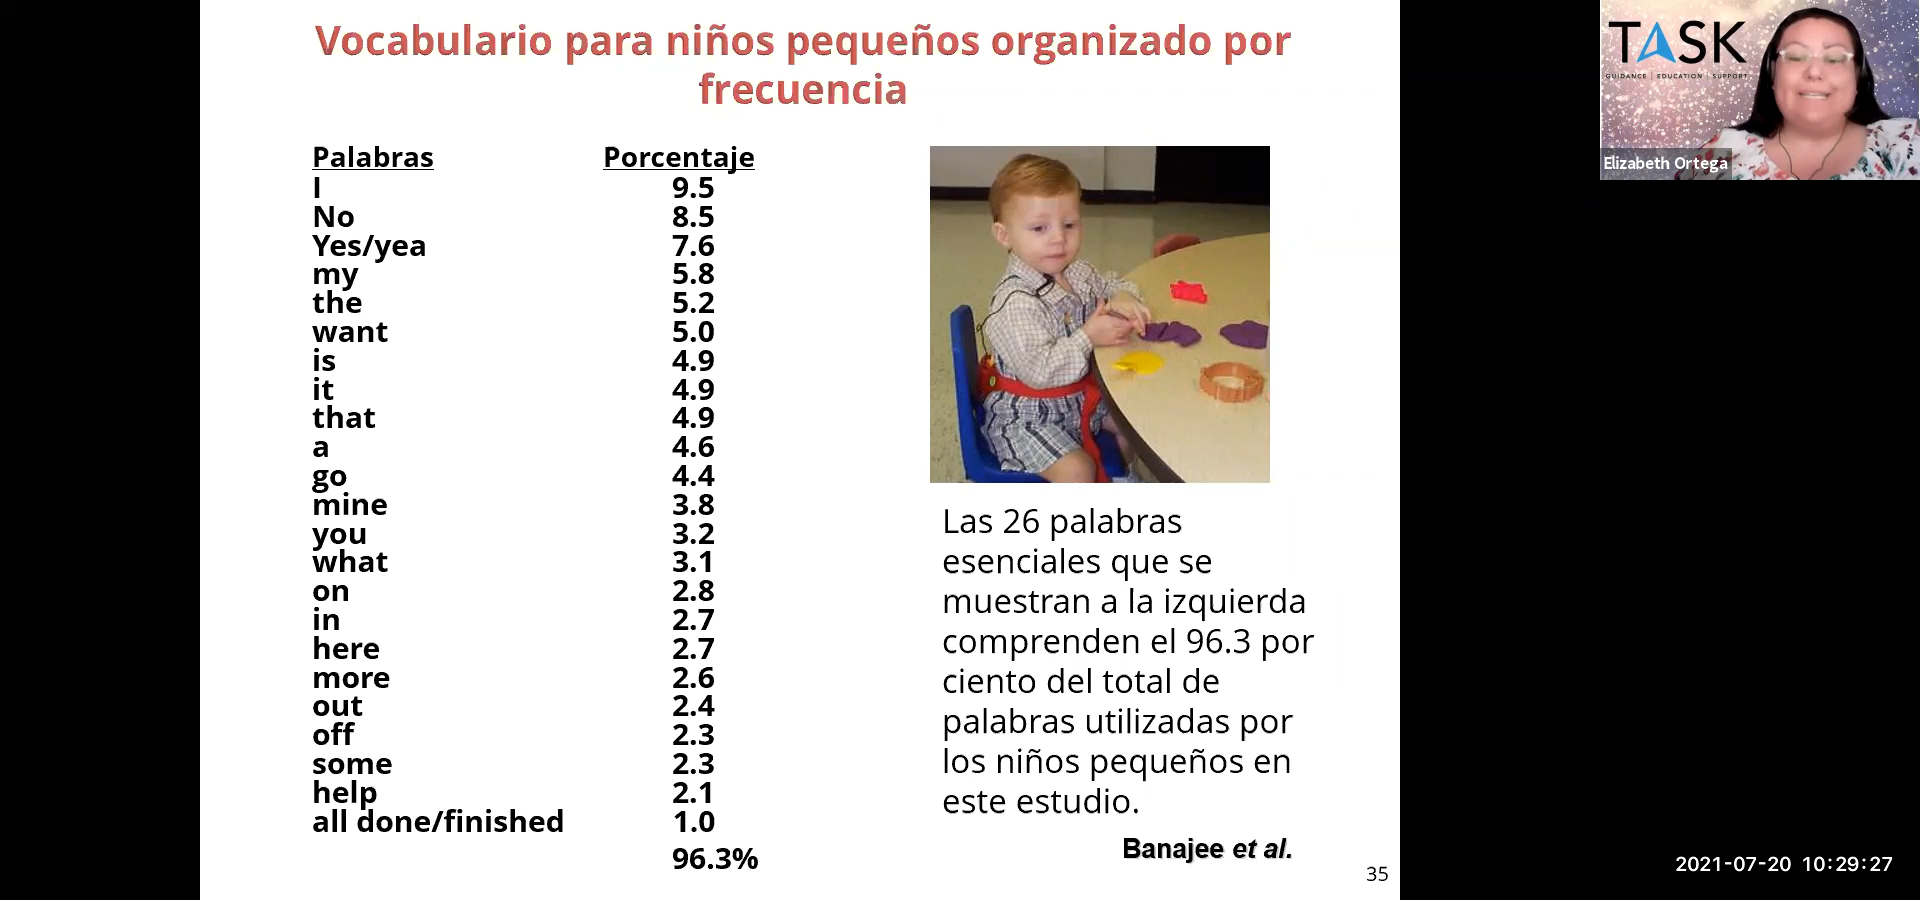 Vocabulario para niños pequeños organizado por
frecuencia
Palabras Porcentaje
I 9.5
No 8.5
Yes/yea 7.6
my 5.8
the 5.2
want 5.0
is 4.9
it 4.9
that 4.9
a 4.6
go 4.4
mine 3.8
you 3.2
what 3.1
on 2.8
in 2.7
here 2.7
more 2.6
out 2.4
off 2.3
some 2.3
help 2.1
all done/finished 1.0
96.3%
Las 26 palabras
esenciales que se
muestran a la izquierda
comprenden el 96.3 por
ciento del total de
palabras utilizadas por
los niños pequeños en
este estudio.
Banajee et al.
35
TASK
GUIDANCE | EDUCATION | SUPPORT
Elizabeth Ortega
2021-07-20 10:29:27